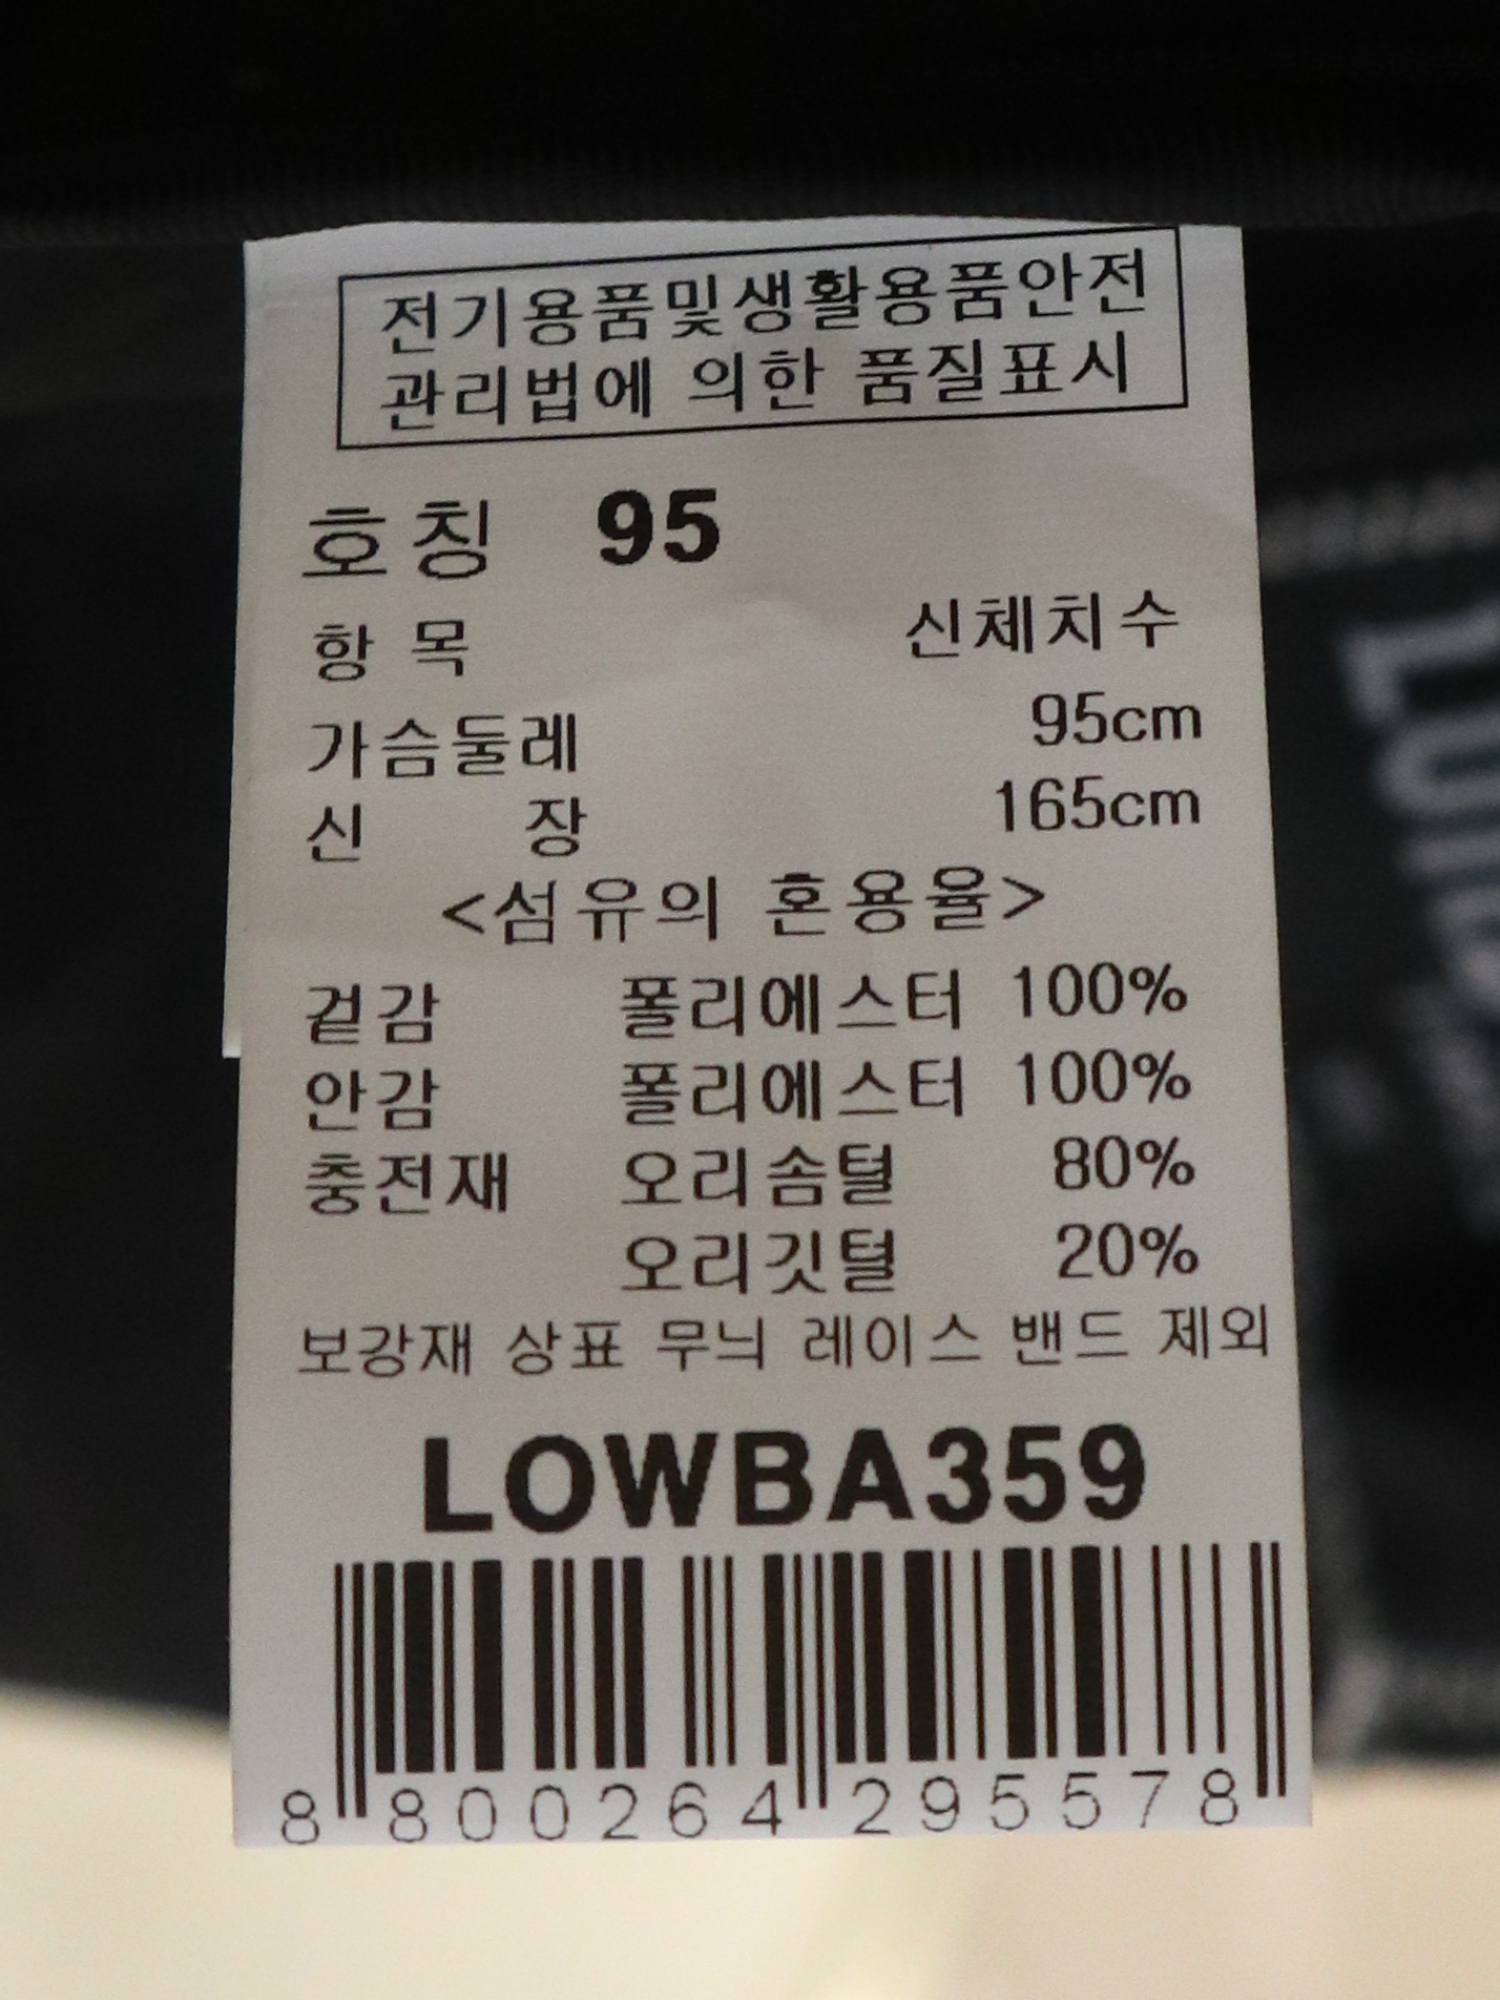 전기용품및생활용품안전
관리법에 의한 품질표시
호칭 95
항목 신체치수
가슴둘레 95cm
신장 165cm
<섬유의 혼용율>
겉감 폴리에스터 100%
안감 폴리에스터 100%
충전재 오리솜털 80%
오리깃털 20%
보강재 상표 무늬 레이스 밴드 제외
LOWBA359
8 800264 295578